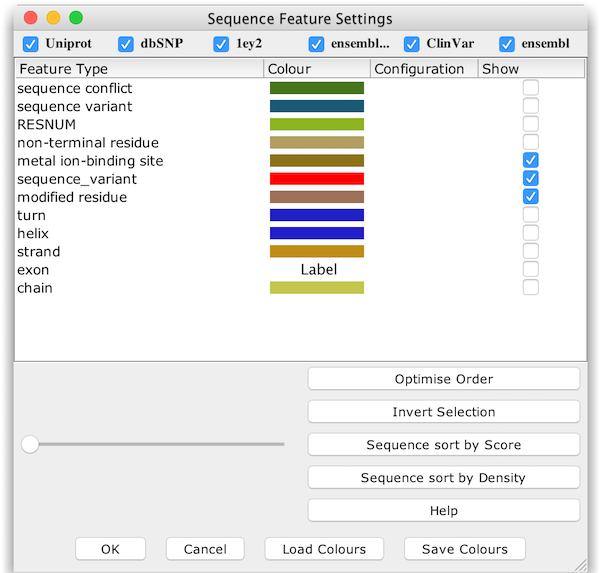 Sequence Feature Settings
Uniprot dbSNP 1ey2 ensembl... ClinVar ensembl
Feature Type Colour Configuration Show
sequence conflict
sequence variant
RESNUM
non-terminal residue
metal ion-binding site
sequence_variant
modified residue
turn
helix
strand
exon Label
chain
Optimise Order
Invert Selection
Sequence sort by Score
Sequence sort by Density
Help
OK Cancel Load Colours Save Colours